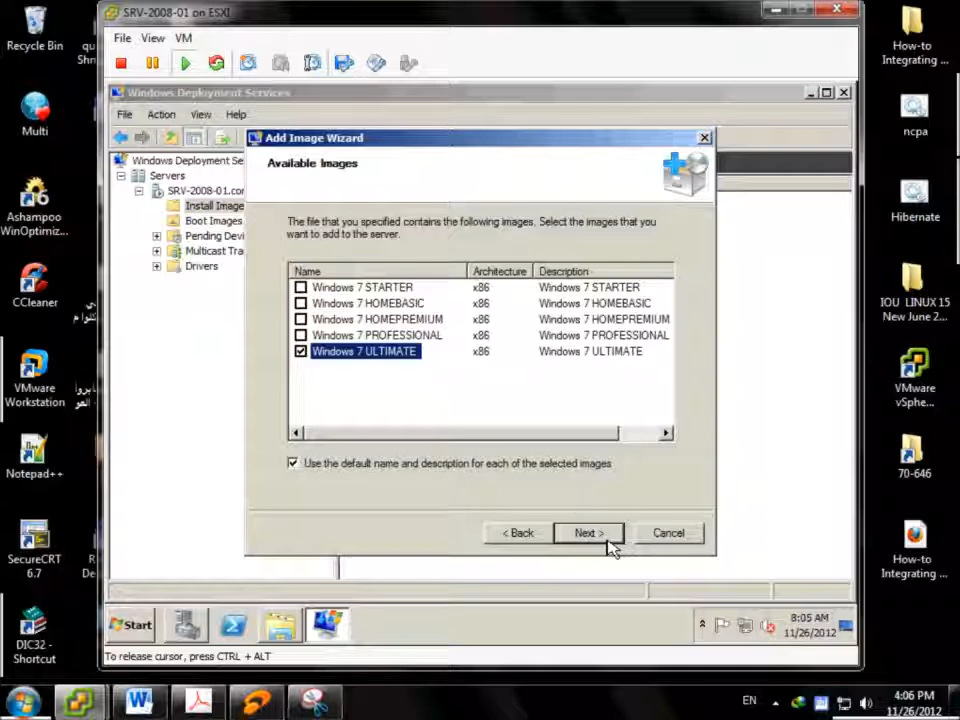 SRV-2008-01 on ESXI
File View VM
Windows Deployment Services
File Action View Help
Windows Deployment Se
Servers
SRV-2008-01.cor
Install Image
Boot Images
Pending Devi
Multicast Tra
Drivers
Add Image Wizard
Available Images
The file that you specified contains the following images. Select the images that you
want to add to the server.
Name Architecture Description
Windows 7 STARTER x86 Windows 7 STARTER
Windows 7 HOMEBASIC x86 Windows 7 HOMEBASIC
Windows 7 HOMEPREMIUM x86 Windows 7 HOMEPREMIUM
Windows 7 PROFESSIONAL x86 Windows 7 PROFESSIONAL
Windows 7 ULTIMATE x86 Windows 7 ULTIMATE
Use the default name and description for each of the selected images
< Back Next > Cancel
Start
8:05 AM
11/26/2012
To release cursor, press CTRL + ALT
Recycle Bin
qu
Shr
Multi
Ashampoo
WinOptimiz...
CCleaner
VMware
Workstation
Notepad++
SecureCRT
6.7
R
De
DIC32 -
Shortcut
How-to
Integrating ...
ncpa
Hibernate
IOU LINUX 15
New June 2...
VMware
vSphe...
70-646
How-to
Integrating ...
EN
4:06 PM
11/26/2012